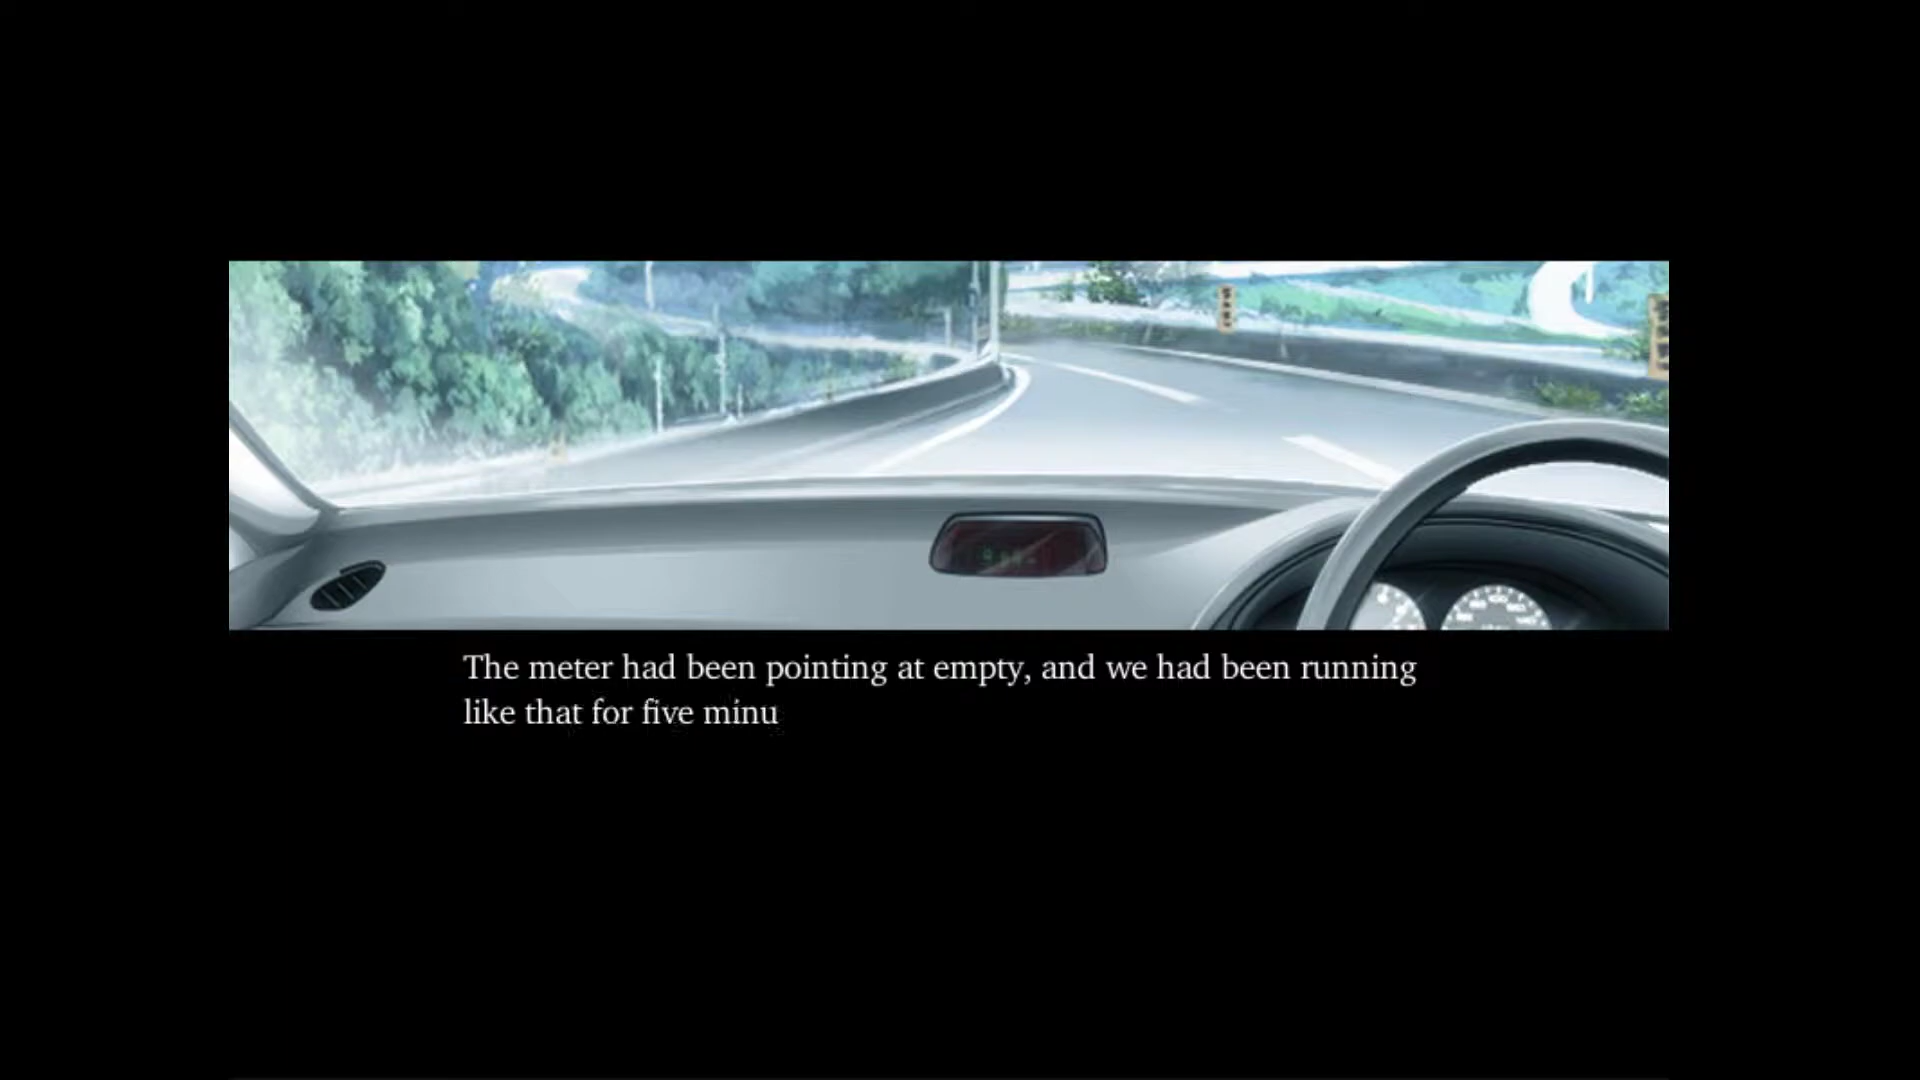 The meter had been pointing at empty, and we had been running
like that for five minu